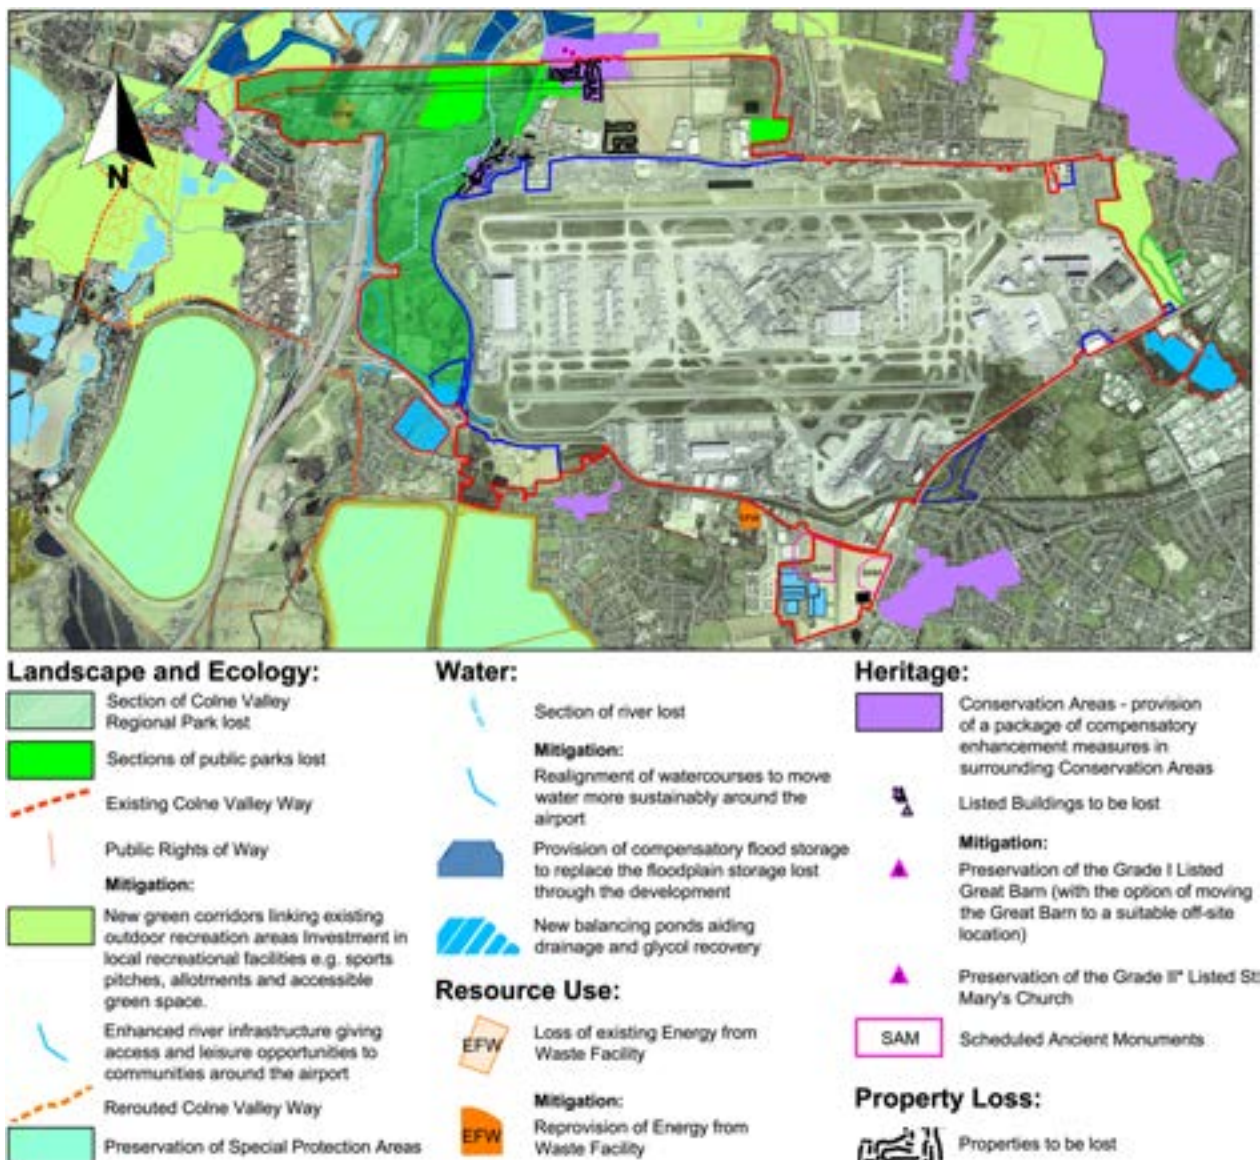 N
EFW
SAM
SAM
Landscape and Ecology:
Section of Colne Valley
Regional Park lost
Sections of public parks lost
Existing Colne Valley Way
Public Rights of Way
Mitigation:
New green corridors linking existing
outdoor recreation areas Investment in
local recreational facilities e.g. sports
pitches, allotments and accessible
green space.
Enhanced river infrastructure giving
access and leisure opportunities to
communities around the airport
Rerouted Colne Valley Way
Preservation of Special Protection Areas
Water:
Section of river lost
Mitigation:
Realignment of watercourses to move
water more sustainably around the
airport
Provision of compensatory flood storage
to replace the floodplain storage lost
through the development
New balancing ponds aiding
drainage and glycol recovery
Resource Use:
EFW
Loss of existing Energy from
Waste Facility
Mitigation:
EFW
Reprovision of Energy from
Waste Facility
Heritage:
Conservation Areas - provision
of a package of compensatory
enhancement measures in
surrounding Conservation Areas
Listed Buildings to be lost
Mitigation:
Preservation of the Grade I Listed
Great Barn (with the option of moving
the Great Barn to a suitable off-site
location)
Preservation of the Grade II* Listed St
Mary's Church
SAM
Scheduled Ancient Monuments
Property Loss:
Properties to be lost